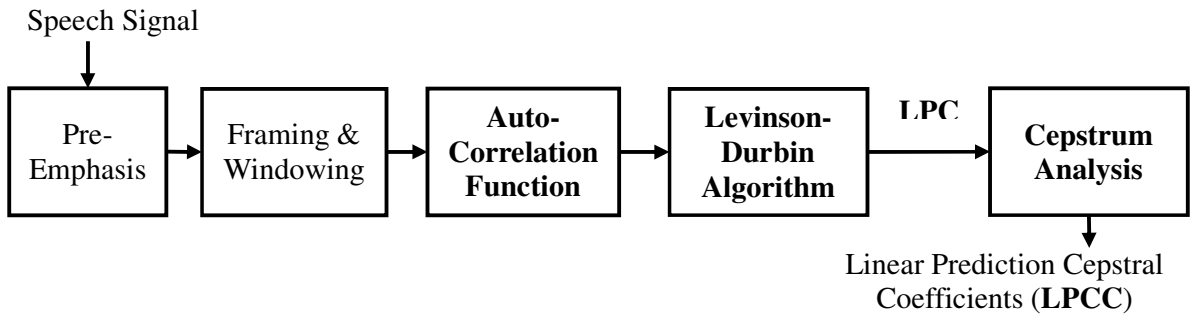 Speech Signal
Pre-
Emphasis
Framing &
Windowing
Auto-
Correlation
Function
Levinson-
Durbin
Algorithm
LPC
Cepstrum
Analysis
Linear Prediction Cepstral
Coefficients (LPCC)